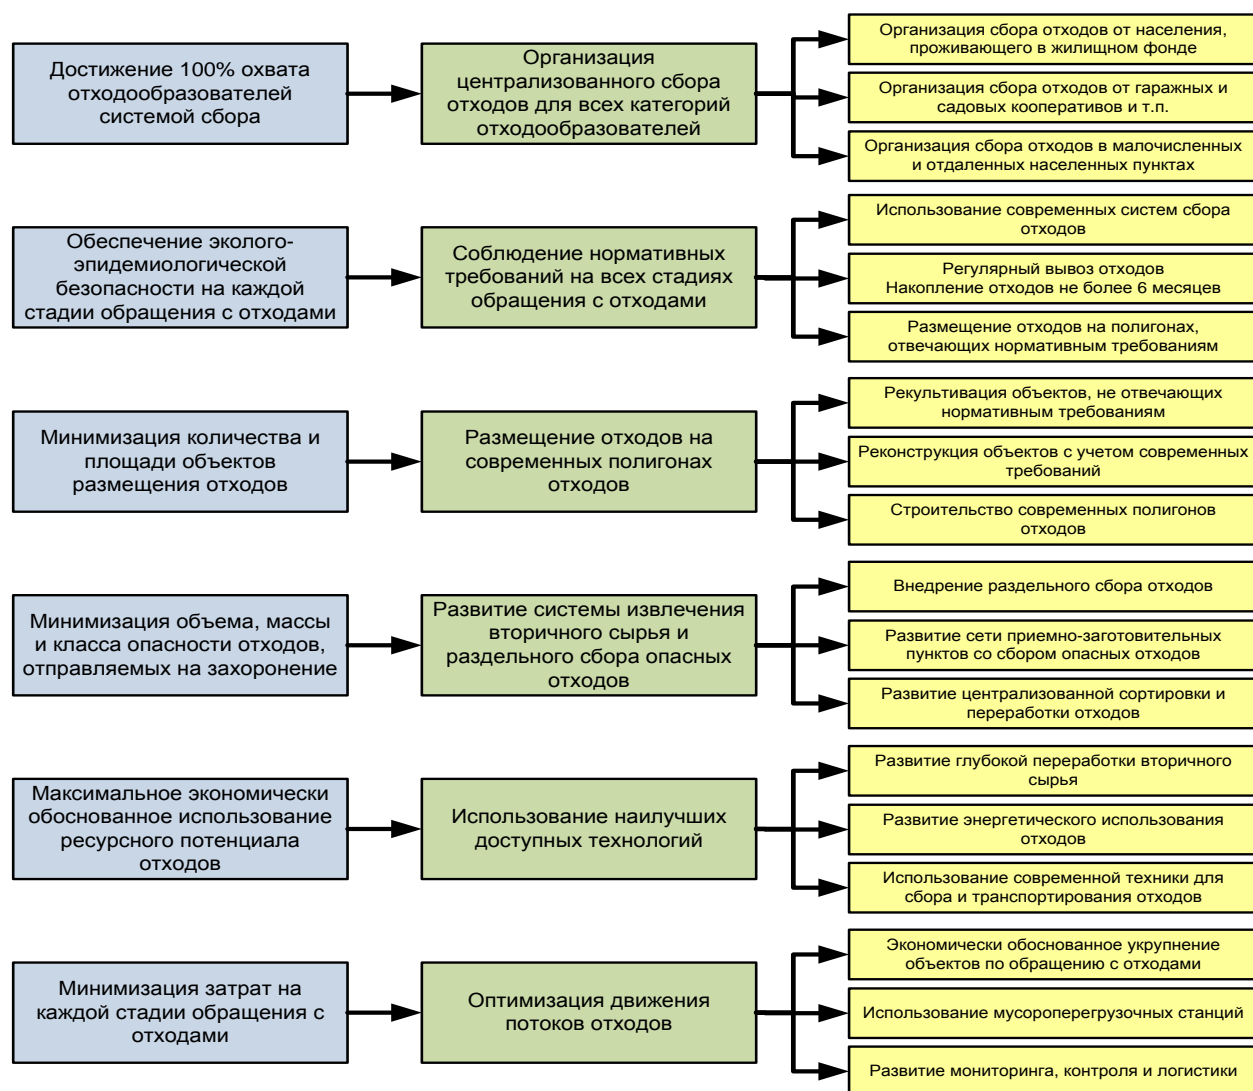 Достижение 100% охвата
отходообразователей
системой сбора
Организация
централизованного сбора
отходов для всех категорий
отходообразователей
Организация сбора отходов от населения,
проживающего в жилищном фонде
Организация сбора отходов от гаражных и
садовых кооперативов и т.п.
Организация сбора отходов в малочисленных
и отдаленных населенных пунктах
Обеспечение эколого-
эпидемиологической
безопасности на каждой
стадии обращения с отходами
Соблюдение нормативных
требований на всех стадиях
обращения с отходами
Использование современных систем сбора
отходов
Регулярный вывоз отходов
Накопление отходов не более 6 месяцев
Размещение отходов на полигонах,
отвечающих нормативным требованиям
Минимизация количества и
площади объектов
размещения отходов
Размещение отходов на
современных полигонах
отходов
Рекультивация объектов, не отвечающих
нормативным требованиям
Реконструкция объектов с учетом современных
требований
Строительство современных полигонов
отходов
Минимизация объема, массы
и класса опасности отходов,
отправляемых на захоронение
Развитие системы извлечения
вторичного сырья и
раздельного сбора опасных
отходов
Внедрение раздельного сбора отходов
Развитие сети приемно-заготовительных
пунктов со сбором опасных отходов
Развитие централизованной сортировки и
переработки отходов
Максимальное экономически
обоснованное использование
ресурсного потенциала
отходов
Использование наилучших
доступных технологий
Развитие глубокой переработки вторичного
сырья
Развитие энергетического использования
отходов
Использование современной техники для
сбора и транспортирования отходов
Минимизация затрат на
каждой стадии обращения с
отходами
Оптимизация движения
потоков отходов
Экономически обоснованное укрупнение
объектов по обращению с отходами
Использование мусороперегрузочных станций
Развитие мониторинга, контроля и логистики